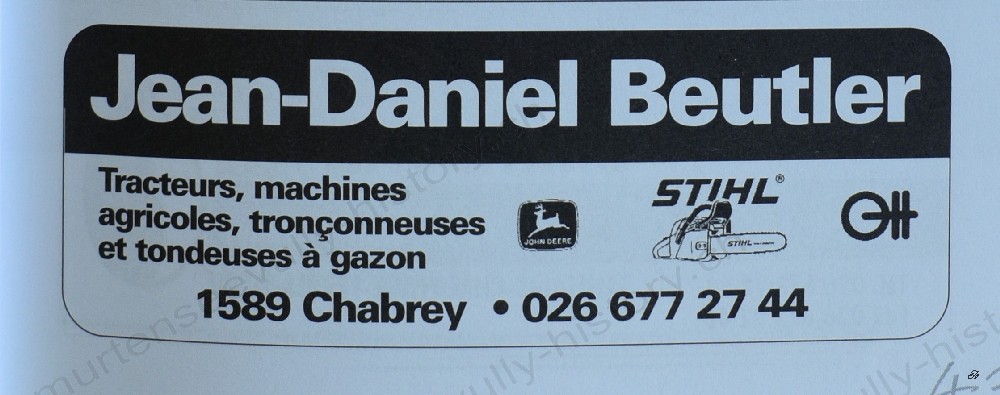 Jean-Daniel Beutler
Tracteurs, machines
agricoles, tronçonneuses
et tondeuses à gazon
JOHN DEERE
STIHL®
STIHL
1589 Chabrey • 026 677 27 44